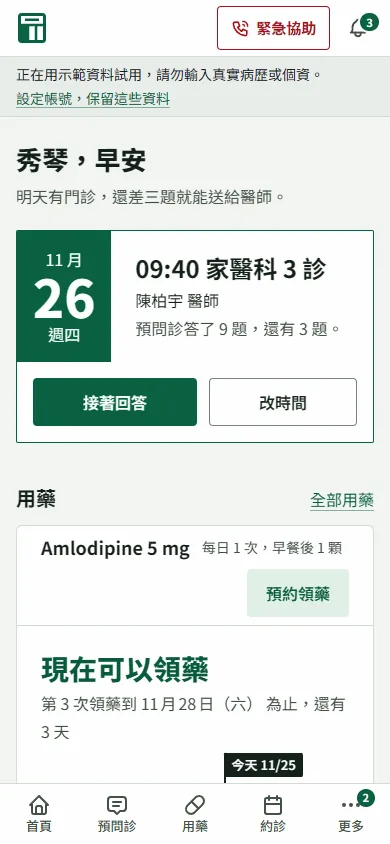 緊急協助
3
正在用示範資料試用，請勿輸入真實病歷或個資。
設定帳號，保留這些資料
秀琴，早安
明天有門診，還差三題就能送給醫師。
11 月
26
週四
09:40 家醫科 3 診
陳柏宇 醫師
預問診答了 9 題，還有 3 題。
接著回答
改時間
用藥
全部用藥
Amlodipine 5 mg 每日 1 次，早餐後 1 顆
預約領藥
現在可以領藥
第 3 次領藥到 11 月 28 日（六） 為止，還有
3 天
今天 11/25
首頁
預問診
用藥
約診
2
更多